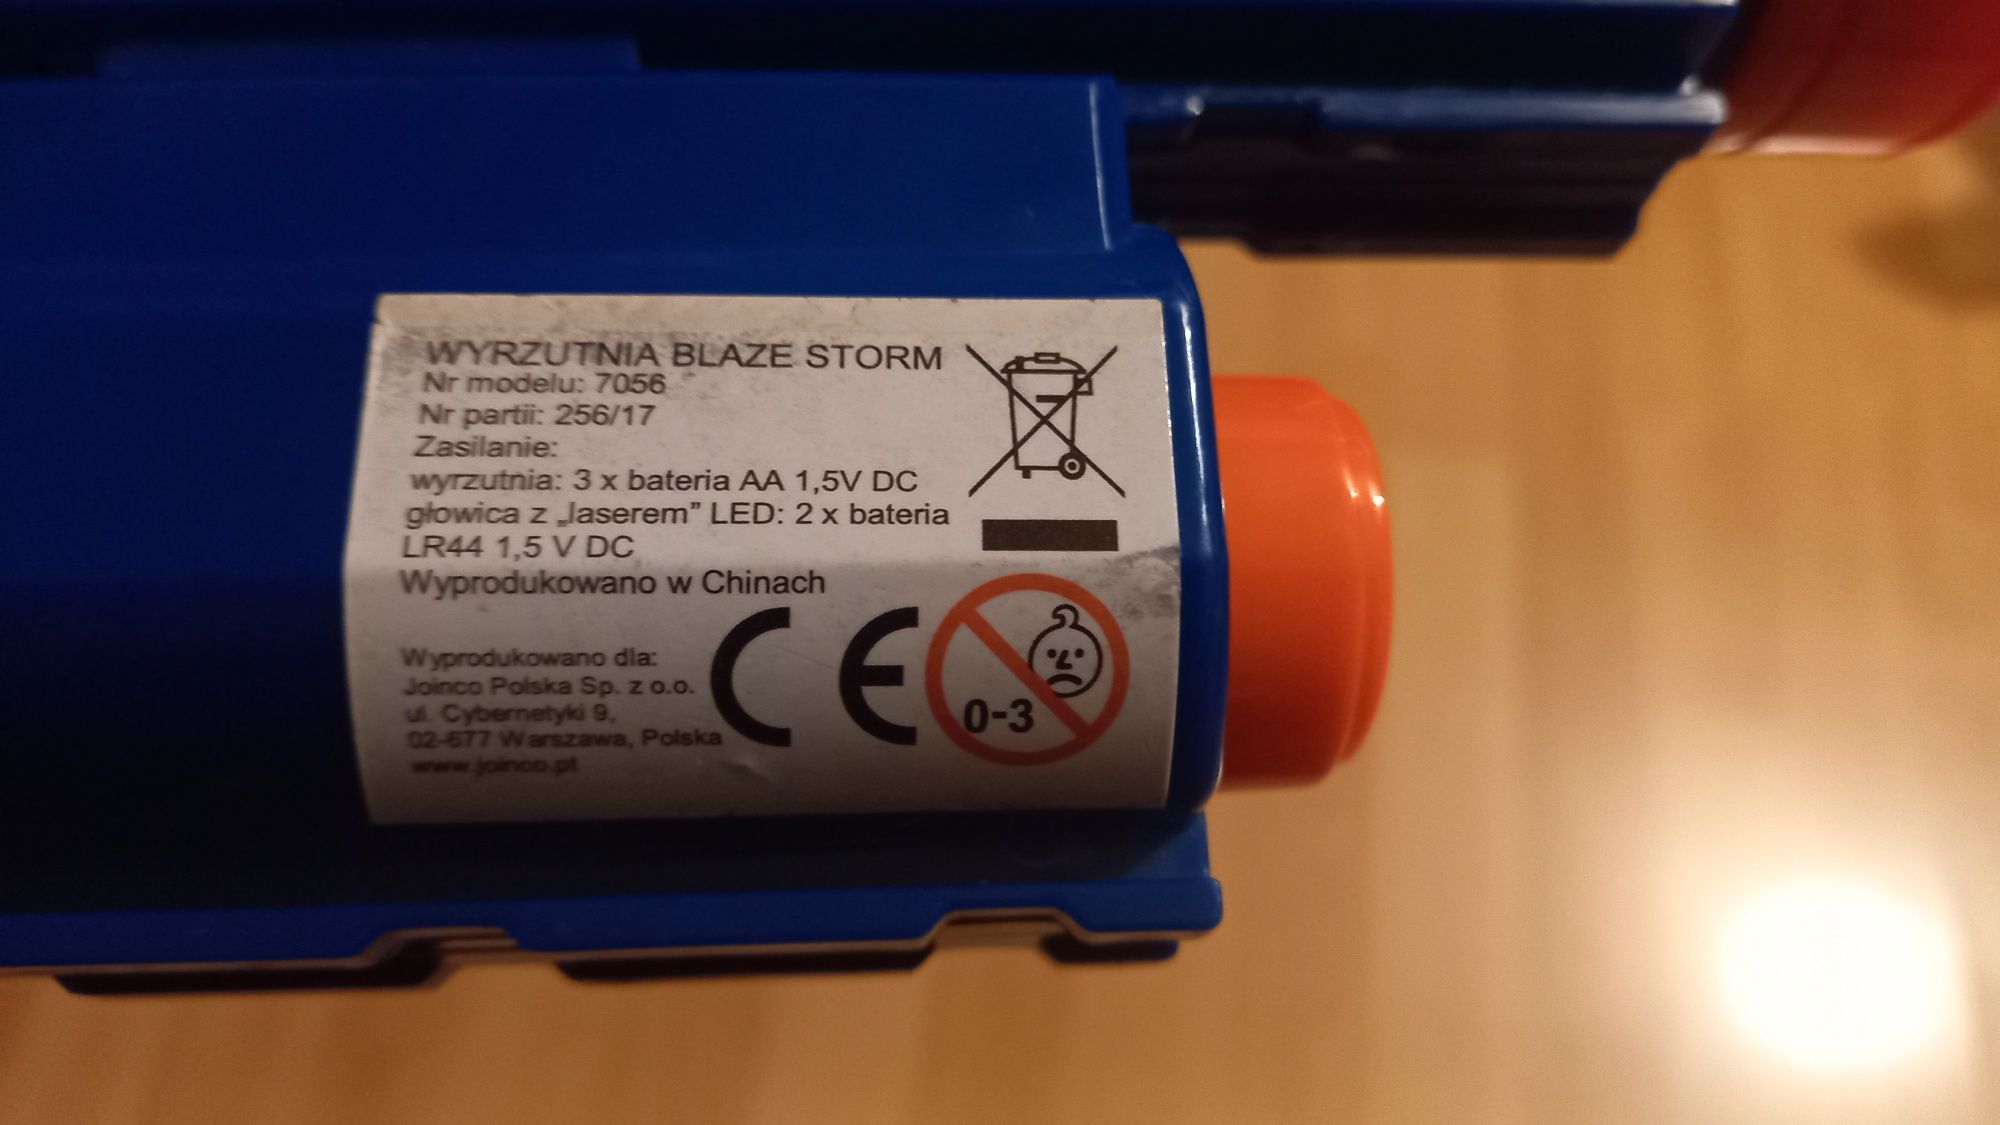 WYRZUTNIA BLAZE STORM
Nr modelu: 7056
Nr partii: 256/17
Zasilanie:
wyrzutnia: 3 x bateria AA 1,5V DC
głowica z „laserem” LED: 2 x bateria
LR44 1,5 V DC
Wyprodukowano w Chinach
Wyprodukowano dla:
Joinco Polska Sp. z o.o.
ul. Cybernetyki 9,
02-677 Warszawa, Polska
www.joinco.pt
CE
0-3